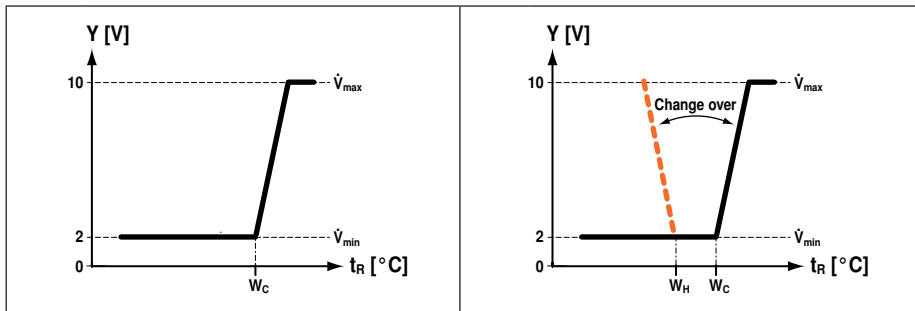 Y [V]
10
V̇max
2
V̇min
0
tR [°C]
WC
Y [V]
10
V̇max
Change over
2
V̇min
0
tR [°C]
WH WC